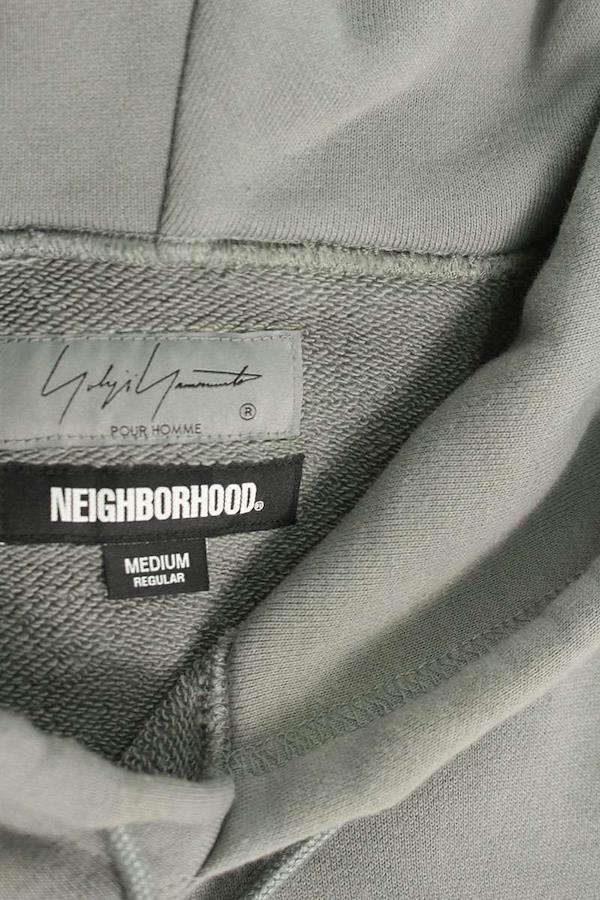 Yohji Yamamoto ®
POUR HOMME
NEIGHBORHOOD®
MEDIUM
REGULAR